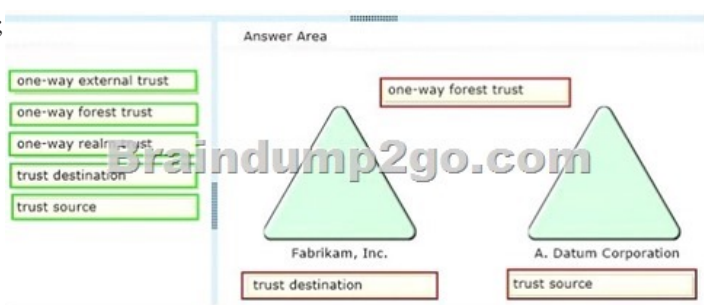 Answer Area
one-way external trust
one-way forest trust
one-way realm trust
trust destination
trust source
one-way forest trust
Braindump2go.com
Fabrikam, Inc.
A. Datum Corporation
trust destination
trust source